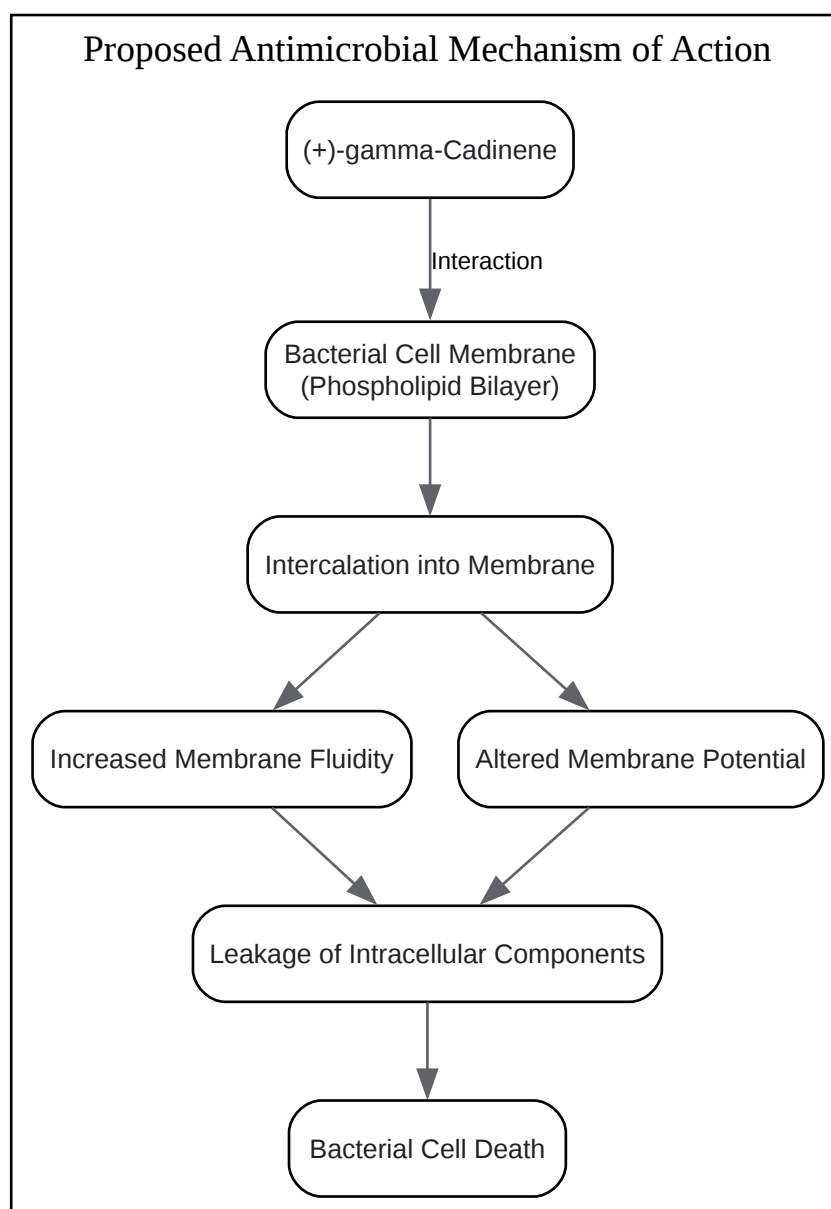 Proposed Antimicrobial Mechanism of Action
(+)-gamma-Cadinene
Interaction
Bacterial Cell Membrane
(Phospholipid Bilayer)
Intercalation into Membrane
Increased Membrane Fluidity
Altered Membrane Potential
Leakage of Intracellular Components
Bacterial Cell Death